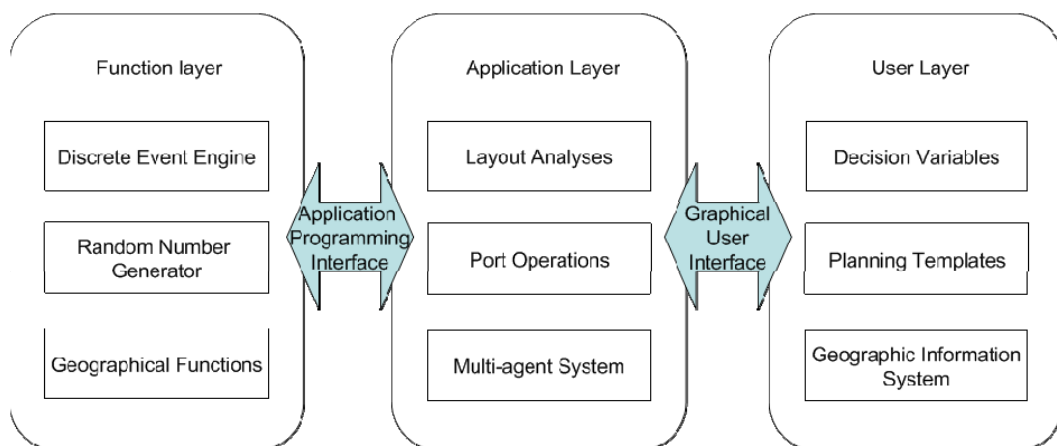 Function layer
Discrete Event Engine
Random Number
Generator
Geographical Functions
Application
Programming
Interface
Application Layer
Layout Analyses
Port Operations
Multi-agent System
Graphical
User
Interface
User Layer
Decision Variables
Planning Templates
Geographic Information
System